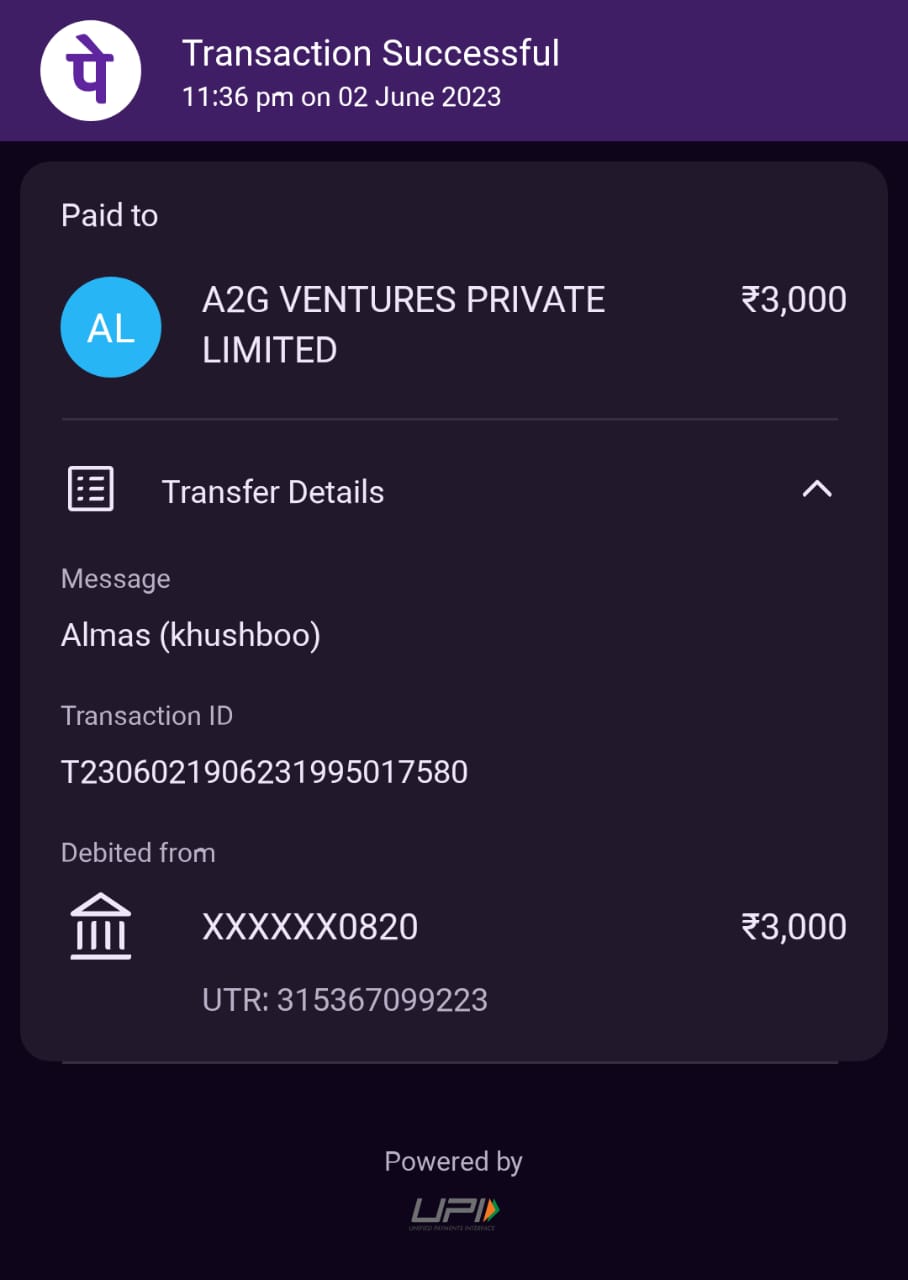 पे
Transaction Successful
11:36 pm on 02 June 2023
Paid to
AL
A2G VENTURES PRIVATE
LIMITED
₹3,000
Transfer Details
Message
Almas (khushboo)
Transaction ID
T2306021906231995017580
Debited from
XXXXXX0820
₹3,000
UTR: 315367099223
Powered by
UPI
UNIFIED PAYMENTS INTERFACE